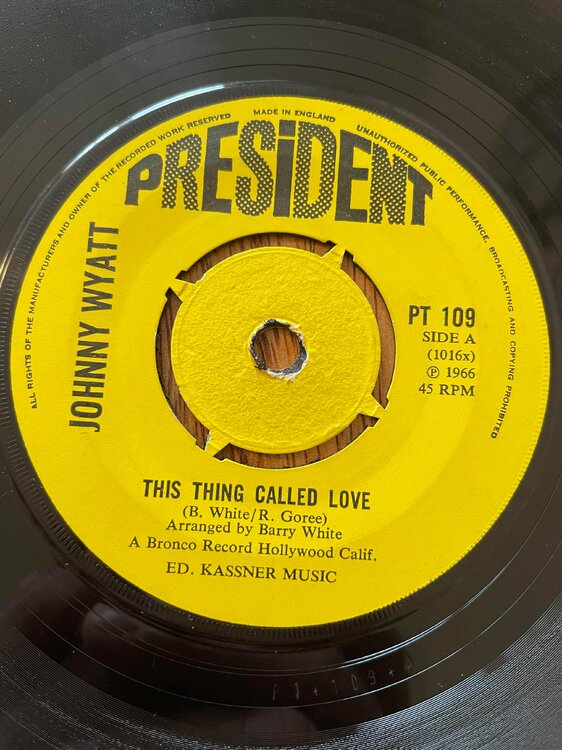 ALL RIGHTS OF THE MANUFACTURERS AND OWNER OF THE RECORDED WORK RESERVED MADE IN ENGLAND UNAUTHORIZED PUBLIC PERFORMANCE, BROADCASTING AND COPYING PROHIBITED
PRESiDENT
JOHNNY WYATT
PT 109
SIDE A
(1016x)
Ⓟ 1966
45 RPM
THIS THING CALLED LOVE
(B. White/R. Goree)
Arranged by Barry White
A Bronco Record Hollywood Calif.
ED. KASSNER MUSIC